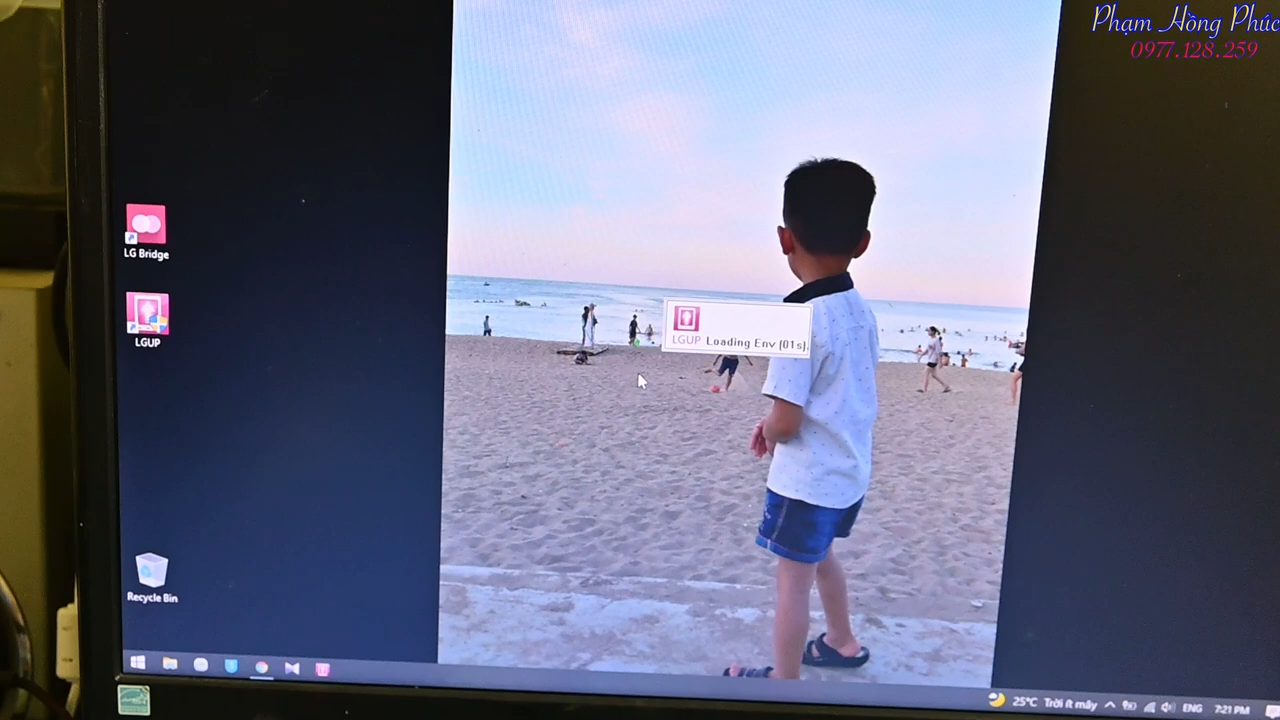 Phạm Hồng Phúc
0977.128.259
LG Bridge
LGUP
LGUP Loading Env (01s).
Recycle Bin
25°C Trời ít mây ENG 7:21 PM